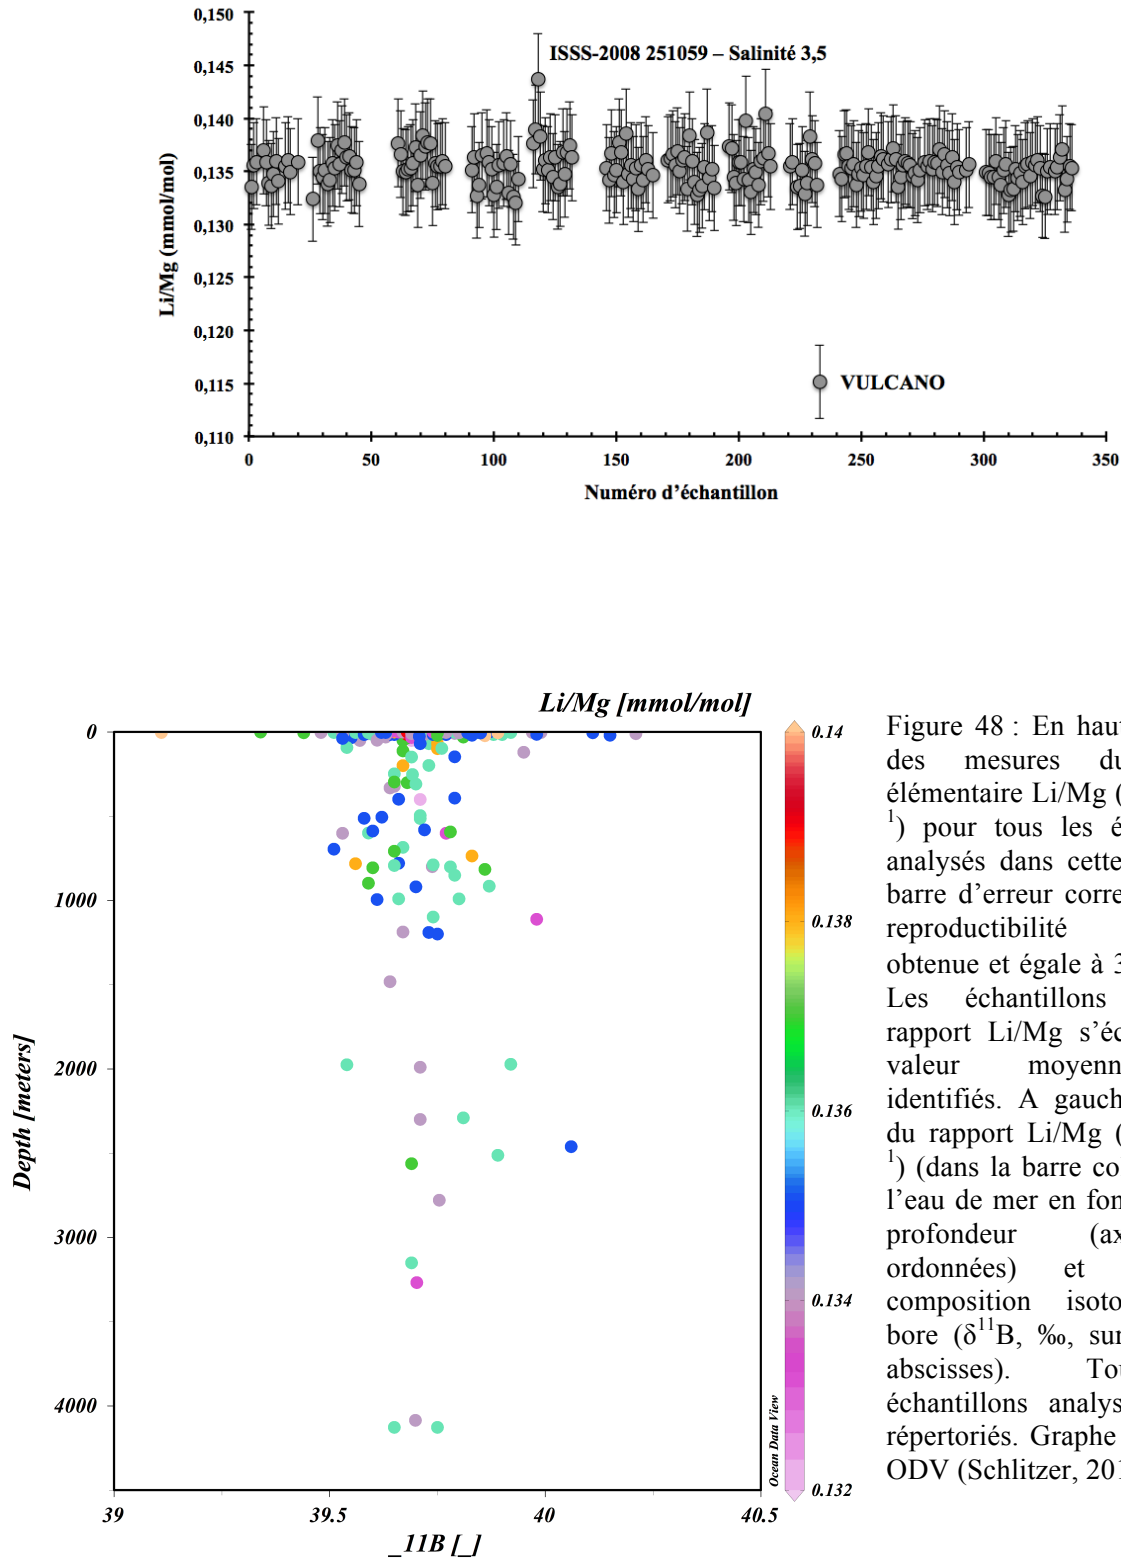 0,150
0,145
0,140
0,135
0,130
0,125
0,120
0,115
0,110
Li/Mg (mmol/mol)
ISSS-2008 251059 – Salinité 3,5
VULCANO
0 50 100 150 200 250 300 350
Numéro d'échantillon
Li/Mg [mmol/mol]
0
1000
2000
3000
4000
Depth [meters]
39 39.5 40 40.5
_11B [_]
0.14
0.138
0.136
0.134
0.132
Ocean Data View
Figure 48 : En haut
des mesures du
élémentaire Li/Mg (
1) pour tous les é
analysés dans cette
barre d'erreur corre
reproductibilité
obtenue et égale à 3
Les échantillons
rapport Li/Mg s'éc
valeur moyenn
identifiés. A gauch
du rapport Li/Mg (
1) (dans la barre co
l'eau de mer en fon
profondeur (ax
ordonnées) et
composition isoto
bore (δ11B, ‰, sur
abscisses). Tou
échantillons analys
répertoriés. Graphe
ODV (Schlitzer, 201